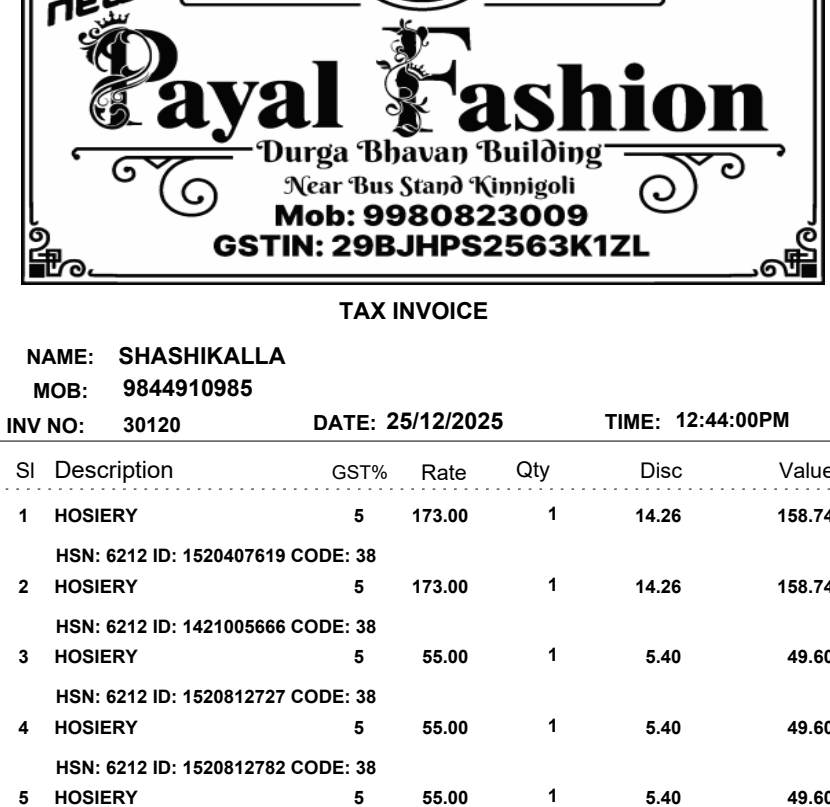 new
Payal Fashion
Durga Bhavan Building
Near Bus Stand Kinnigoli
Mob: 9980823009
GSTIN: 29BJHPS2563K1ZL
TAX INVOICE
NAME: SHASHIKALLA
MOB: 9844910985
INV NO: 30120 DATE: 25/12/2025 TIME: 12:44:00PM
Sl Description GST% Rate Qty Disc Value
1 HOSIERY 5 173.00 1 14.26 158.74
HSN: 6212 ID: 1520407619 CODE: 38
2 HOSIERY 5 173.00 1 14.26 158.74
HSN: 6212 ID: 1421005666 CODE: 38
3 HOSIERY 5 55.00 1 5.40 49.60
HSN: 6212 ID: 1520812727 CODE: 38
4 HOSIERY 5 55.00 1 5.40 49.60
HSN: 6212 ID: 1520812782 CODE: 38
5 HOSIERY 5 55.00 1 5.40 49.60